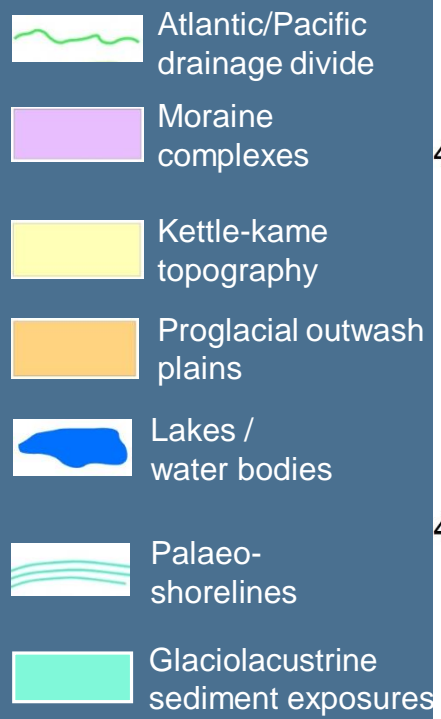 Atlantic/Pacific
drainage divide
Moraine
complexes
Kettle-kame
topography
Proglacial outwash
plains
Lakes /
water bodies
Palaeo-
shorelines
Glaciolacustrine
sediment exposures